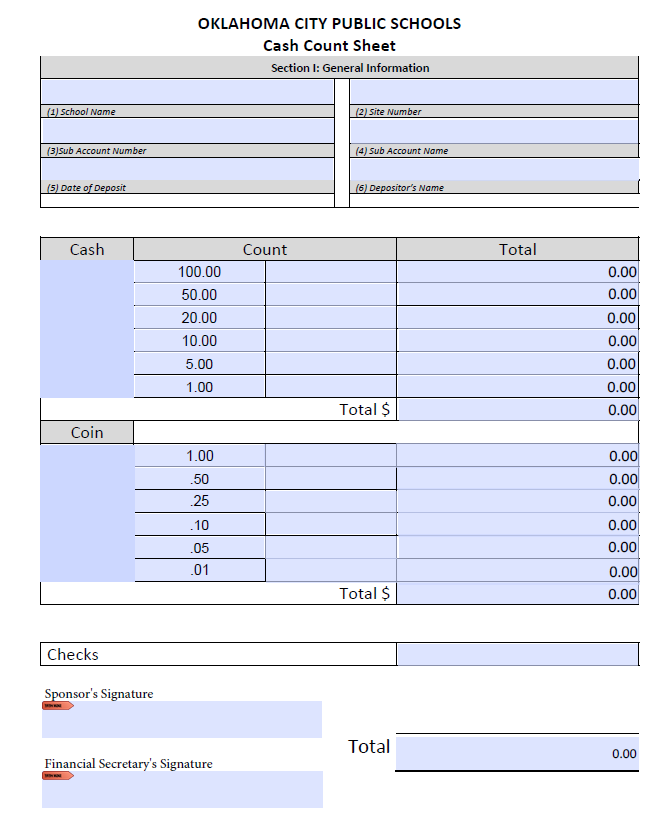 OKLAHOMA CITY PUBLIC SCHOOLS
Cash Count Sheet
Section I: General Information
(1) School Name (2) Site Number
(3)Sub Account Number (4) Sub Account Name
(5) Date of Deposit (6) Depositor's Name
Cash Count Total
100.00 0.00
50.00 0.00
20.00 0.00
10.00 0.00
5.00 0.00
1.00 0.00
Total $ 0.00
Coin
1.00 0.00
.50 0.00
.25 0.00
.10 0.00
.05 0.00
.01 0.00
Total $ 0.00
Checks
Sponsor's Signature
Total 0.00
Financial Secretary's Signature